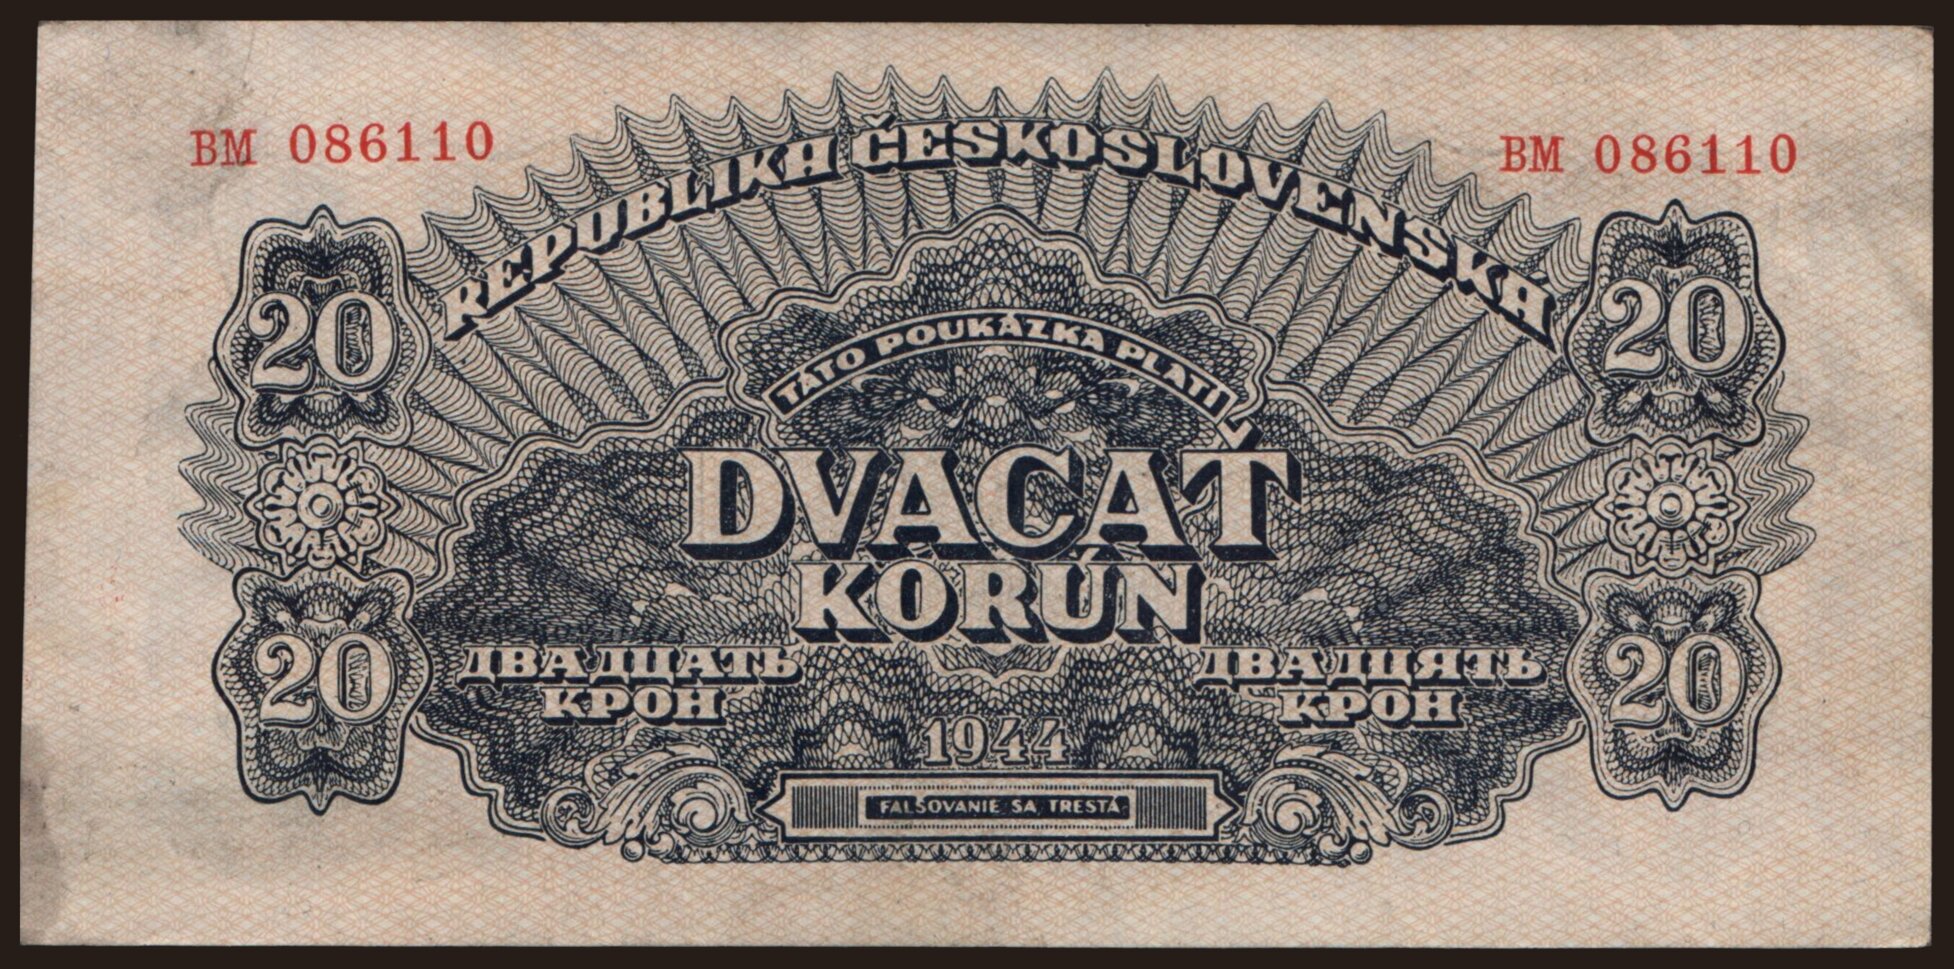 BM 086110
BM 086110
REPUBLIKA ČESKOSLOVENSKÁ
20
20
TÁTO POUKÁZKA PLATÍ
DVACAŤ
KORÚN
ДВАДЦАТЬ
КРОН
ДВАДЦЯТЬ
КРОН
20
20
1944
FALŠOVANIE SA TRESTÁ